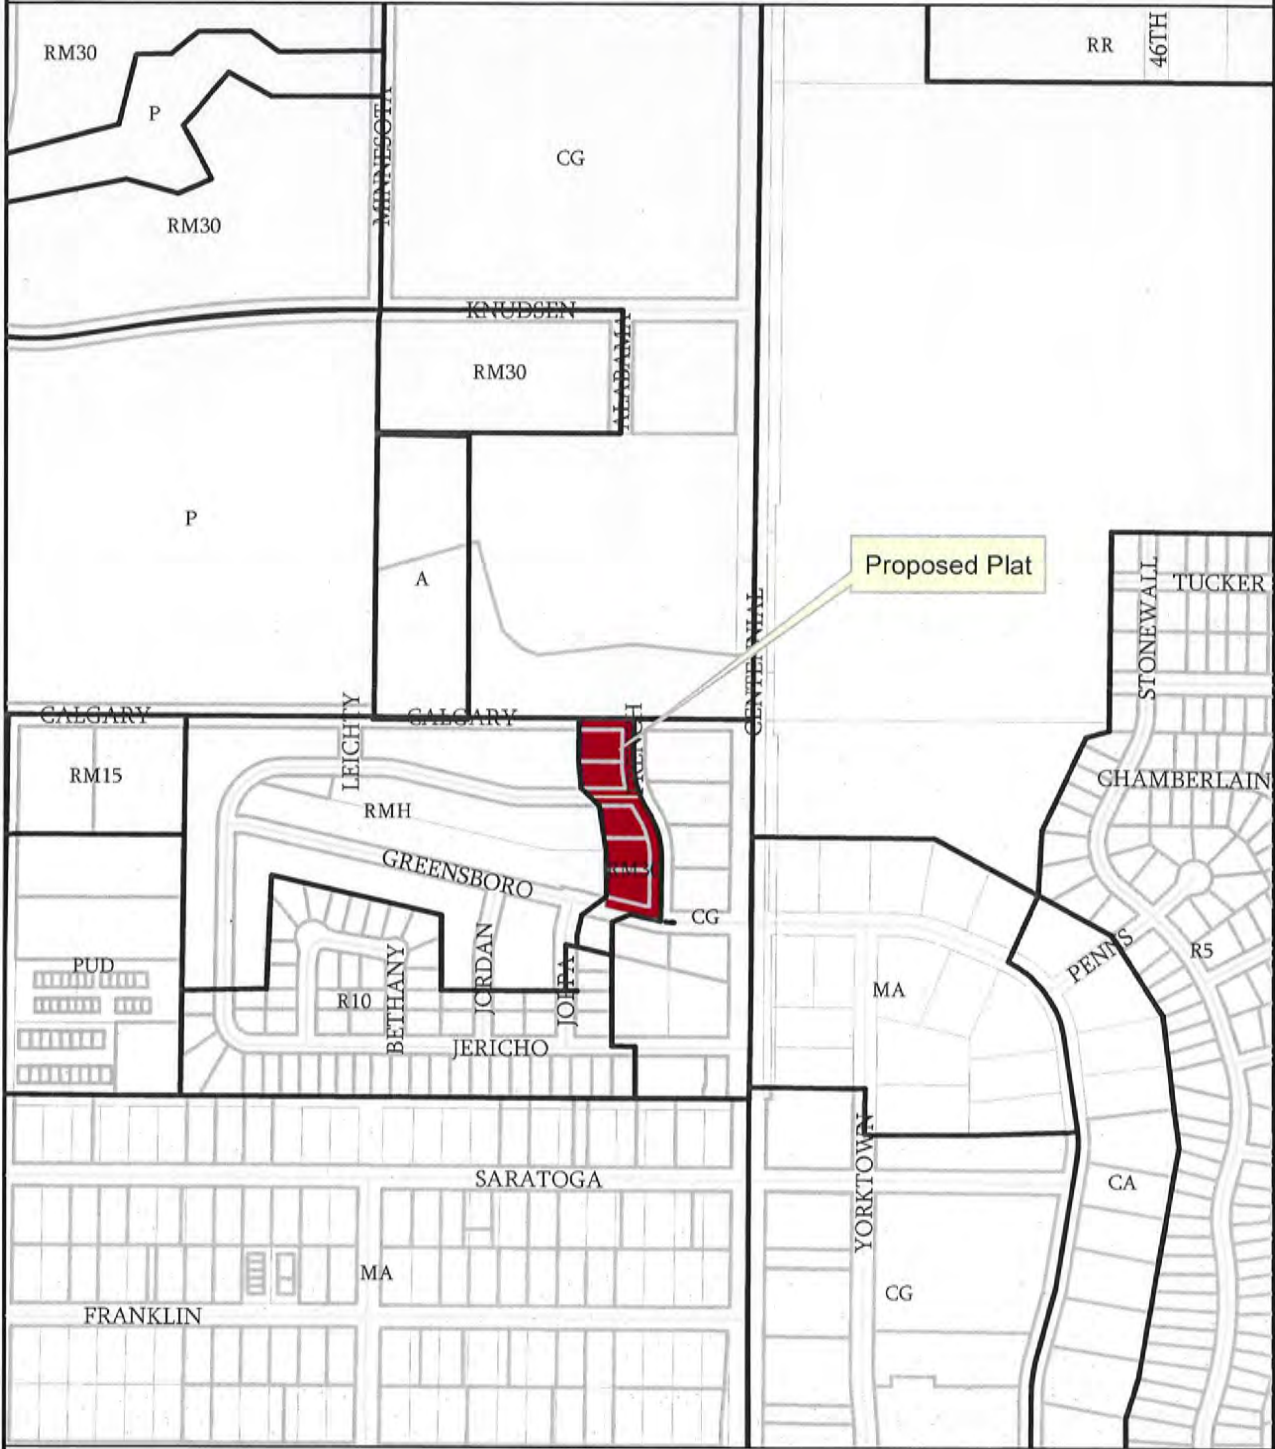 RR
46TH
RM30
P
CG
MINNESOTA
RM30
KNUDSEN
RM30
ALABAMA
P
A
Proposed Plat
CENTENNIAL
STONEWALL
TUCKER
CALGARY
CALGARY
LEICHTY
RM15
RMH
CHAMBERLAIN
GREENSBORO
CG
PUD
R10
BETHANY
JORDAN
JERICHO
MA
PENNS
R5
SARATOGA
YORKTOWN
CA
MA
CG
FRANKLIN